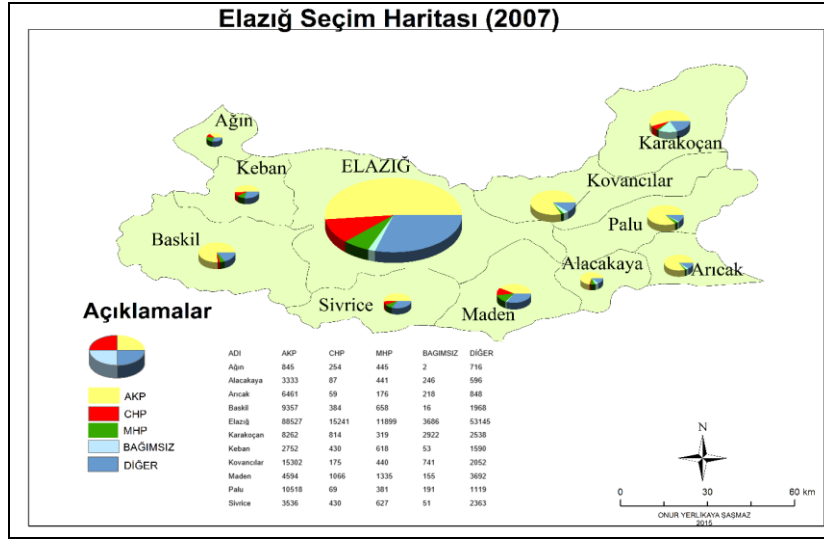 Elazığ Seçim Haritası (2007)
Ağın
Karakoçan
Keban
ELAZIĞ
Kovancılar
Palu
Baskil
Alacakaya
Arıcak
Sivrice
Maden
Açıklamalar
AKP
CHP
MHP
BAĞIMSIZ
DİĞER
ADI AKP CHP MHP BAGIMSIZ DİĞER
Ağın 845 254 445 2 716
Alacakaya 3333 87 441 246 596
Arıcak 6461 59 176 218 848
Baskil 9357 384 658 16 1968
Elazığ 88527 15241 11899 3686 53145
Karakoçan 8262 814 319 2922 2538
Keban 2752 430 618 53 1590
Kovancılar 15302 175 440 741 2052
Maden 4594 1066 1335 155 3692
Palu 10518 69 381 191 1119
Sivrice 3536 430 627 51 2363
N
0 30 60 km
ONUR YERLİKAYA ŞAŞMAZ
2015